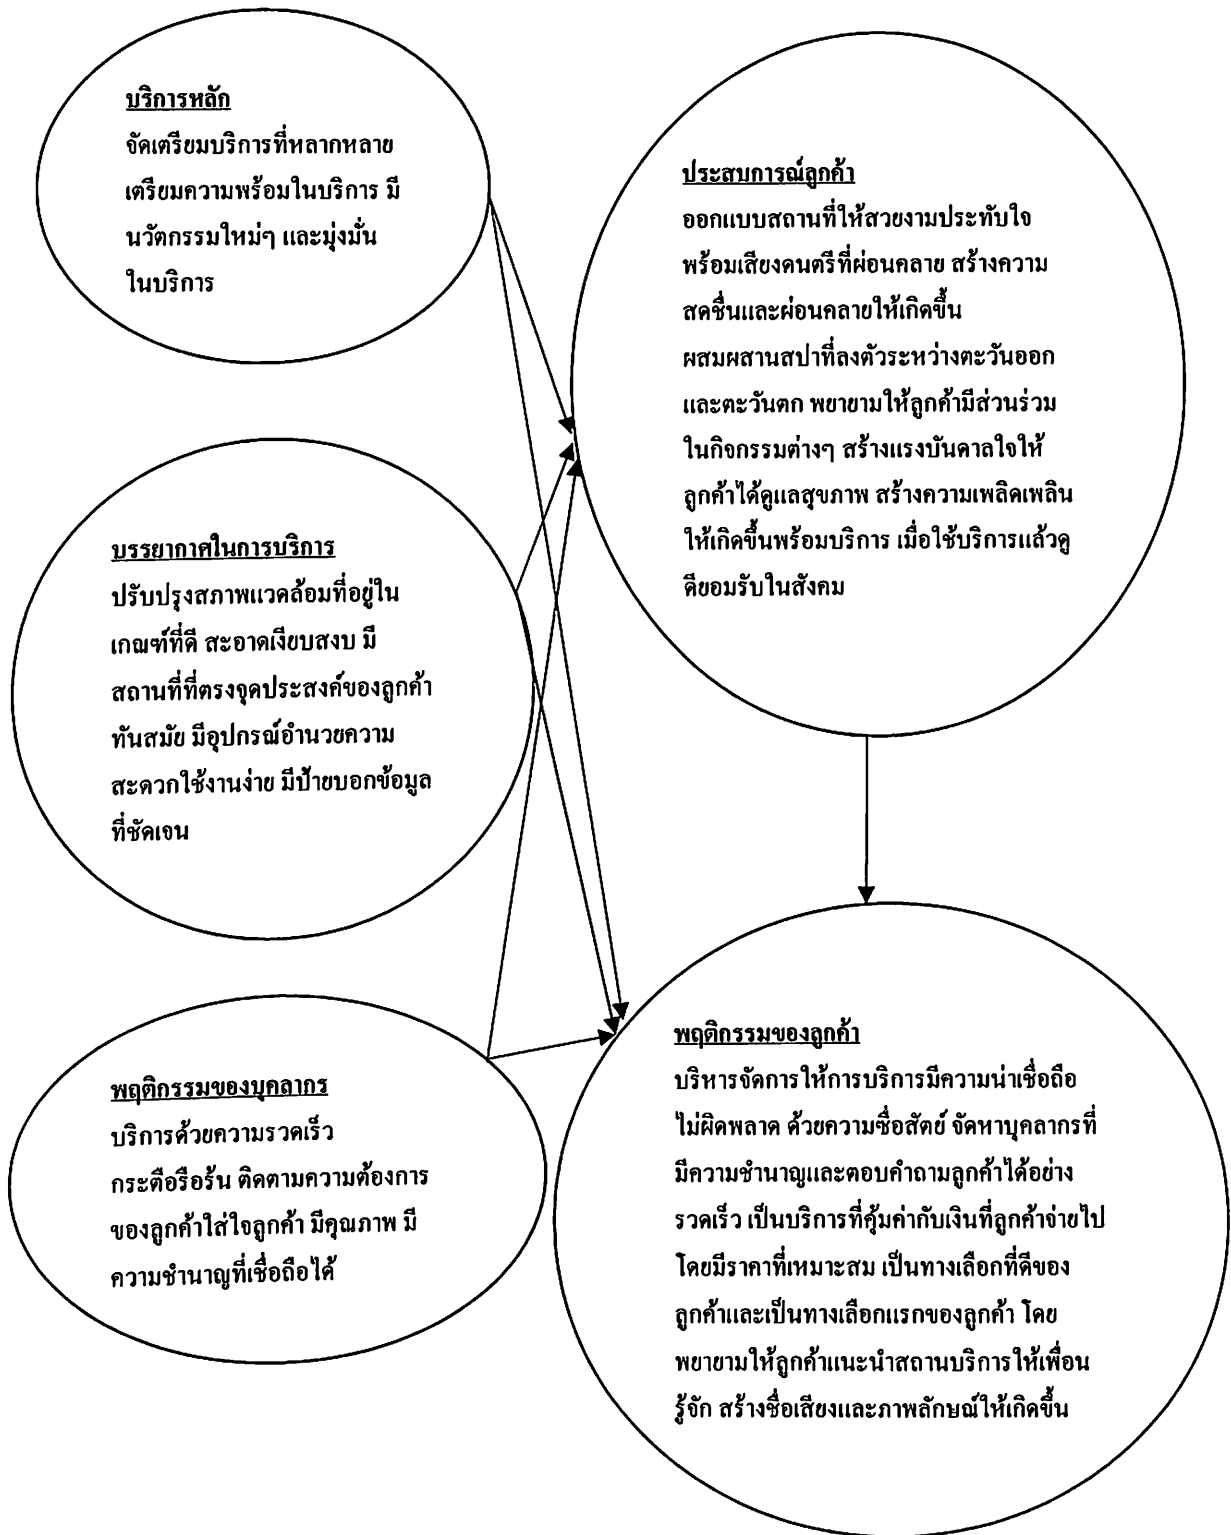 บริการหลัก
จัดเตรียมบริการที่หลากหลาย
เตรียมความพร้อมในบริการ มี
นวัตกรรมใหม่ๆ และมุ่งมั่น
ในบริการ
ประสบการณ์ลูกค้า
ออกแบบสถานที่ให้สวยงามประทับใจ
พร้อมเสียงดนตรีที่ผ่อนคลาย สร้างความ
สดชื่นและผ่อนคลายให้เกิดขึ้น
ผสมผสานสปาที่ลงตัวระหว่างตะวันออก
และตะวันตก พยายามให้ลูกค้ามีส่วนร่วม
ในกิจกรรมต่างๆ สร้างแรงบันดาลใจให้
ลูกค้าได้ดูแลสุขภาพ สร้างความเพลิดเพลิน
ให้เกิดขึ้นพร้อมบริการ เมื่อใช้บริการแล้วดู
ดียอมรับในสังคม
บรรยากาศในการบริการ
ปรับปรุงสภาพแวดล้อมที่อยู่ใน
เกณฑ์ที่ดี สะอาดเงียบสงบ มี
สถานที่ที่ตรงจุดประสงค์ของลูกค้า
ทันสมัย มีอุปกรณ์อำนวยความ
สะดวกใช้งานง่าย มีป้ายบอกข้อมูล
ที่ชัดเจน
พฤติกรรมของบุคลากร
บริการด้วยความรวดเร็ว
กระตือรือร้น ติดตามความต้องการ
ของลูกค้าใส่ใจลูกค้า มีคุณภาพ มี
ความชำนาญที่เชื่อถือได้
พฤติกรรมของลูกค้า
บริหารจัดการให้การบริการมีความน่าเชื่อถือ
ไม่ผิดพลาด ด้วยความซื่อสัตย์ จัดหาบุคลากรที่
มีความชำนาญและตอบคำถามลูกค้าได้อย่าง
รวดเร็ว เป็นบริการที่คุ้มค่ากับเงินที่ลูกค้าจ่ายไป
โดยมีราคาที่เหมาะสม เป็นทางเลือกที่ดีของ
ลูกค้าและเป็นทางเลือกแรกของลูกค้า โดย
พยายามให้ลูกค้าแนะนำสถานบริการให้เพื่อน
รู้จัก สร้างชื่อเสียงและภาพลักษณ์ให้เกิดขึ้น